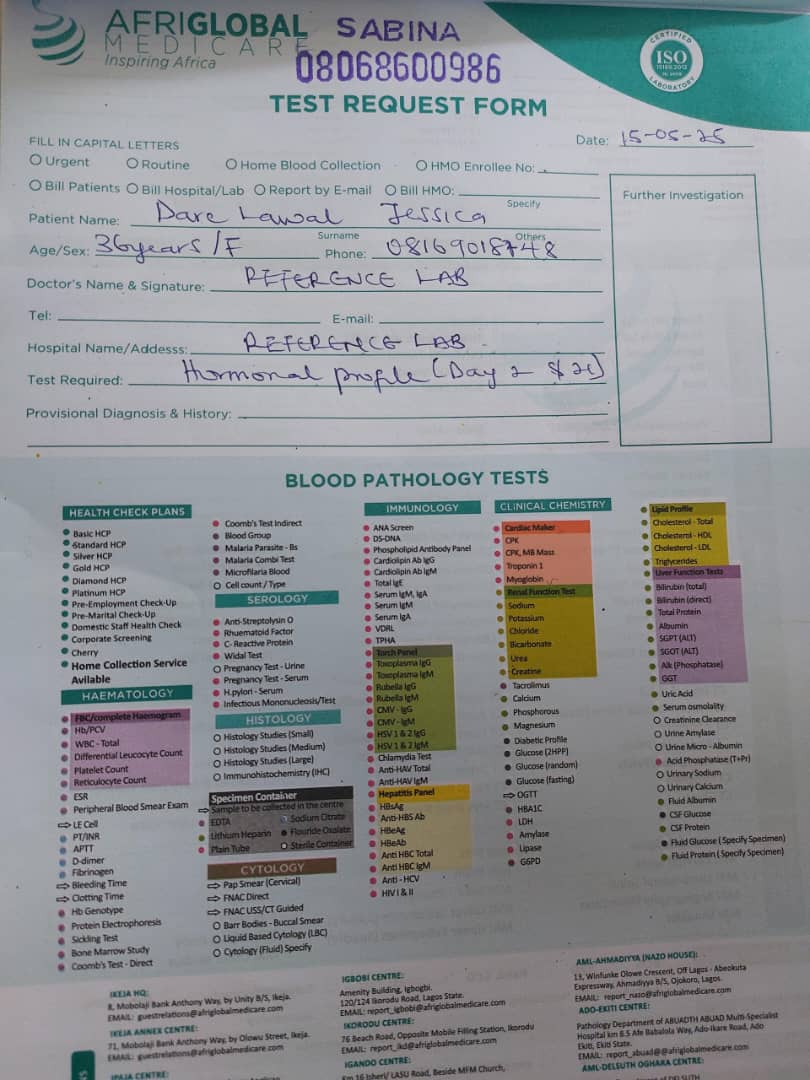 AFRIGLOBAL
MEDICARE
Inspiring Africa
SABINA
08068600986
CERTIFIED
ISO
15189:2012
LABORATORY
TEST REQUEST FORM
FILL IN CAPITAL LETTERS
Date: 15-05-25
Urgent Routine Home Blood Collection HMO Enrollee No:
Bill Patients Bill Hospital/Lab Report by E-mail Bill HMO:
Specify
Further Investigation
Patient Name: Dare Lawal Jessica
Surname Others
Age/Sex: 36years/F Phone: 08169018748
Doctor's Name & Signature: REFERENCE LAB
Tel: E-mail:
Hospital Name/Addesss: REFERENCE LAB.
Test Required: Hormonal profile (Day 2 & 21)
Provisional Diagnosis & History:
BLOOD PATHOLOGY TESTS
HEALTH CHECK PLANS
Basic HCP
Standard HCP
Silver HCP
Gold HCP
Diamond HCP
Platinum HCP
Pre-Employment Check-Up
Pre-Marital Check-Up
Domestic Staff Health Check
Corporate Screening
Cherry
Home Collection Service
Avilable
HAEMATOLOGY
FBC/complete Haemogram
Hb/PCV
WBC - Total
Differential Leucocyte Count
Platelet Count
Reticulocyte Count
ESR
Peripheral Blood Smear Exam
LE Cell
PT/INR
APTT
D-dimer
Fibrinogen
Bleeding Time
Clotting Time
Hb Genotype
Protein Electrophoresis
Sickling Test
Bone Marrow Study
Coomb's Test - Direct
Coomb's Test Indirect
Blood Group
Malaria Parasite - Bs
Malaria Combi Test
Microfilaria Blood
Cell count / Type
SEROLOGY
Anti-Streptolysin O
Rhuematoid Factor
C- Reactive Protein
Widal Test
Pregnancy Test - Urine
Pregnancy Test - Serum
H.pylori - Serum
Infectious Mononucleosis/Test
HISTOLOGY
Histology Studies (Small)
Histology Studies (Medium)
Histology Studies (Large)
Immunohistochemistry (IHC)
Specimen Container
Sample to be collected in the centre
EDTA Sodium Citrate
Lithium Heparin Flouride Oxalate
Plain Tube Sterile Container
CYTOLOGY
Pap Smear (Cervical)
FNAC Direct
FNAC USS/CT Guided
Barr Bodies - Buccal Smear
Liquid Based Cytology (LBC)
Cytology (Fluid) Specify
IMMUNOLOGY
ANA Screen
DS-DNA
Phospholipid Antibody Panel
Cardiolipin Ab IgG
Cardiolipin Ab IgM
Total IgE
Serum IgM, IgA
Serum IgM
Serum IgA
VDRL
TPHA
Torch Panel
Toxoplasma IgG
Toxoplasma IgM
Rubella IgG
Rubella IgM
CMV - IgG
CMV - IgM
HSV 1 & 2 IgG
HSV 1 & 2 IgM
Chlamydia Test
Anti-HAV Total
Anti-HAV IgM
Hepatitis Panel
HBsAg
Anti-HBS Ab
HBeAg
HBeAb
Anti HBC Total
Anti HBC IgM
Anti - HCV
HIV I & II
CLINICAL CHEMISTRY
Cardiac Maker
CPK
CPK, MB Mass
Troponin 1
Myoglobin
Renal Function Test
Sodium
Potassium
Chloride
Bicarbonate
Urea
Creatine
Tacrolimus
Calcium
Phosphorous
Magnesium
Diabetic Profile
Glucose (2HPP)
Glucose (random)
Glucose (fasting)
OGTT
HBA1C
LDH
Amylase
Lipase
G6PD
Lipid Profile
Cholesterol - Total
Cholesterol - HDL
Cholesterol - LDL
Triglycerides
Liver Function Tests
Bilirubin (total)
Bilirubin (direct)
Total Protein
Albumin
SGPT (ALT)
SGOT (ALT)
Alk (Phosphatase)
GGT
Uric Acid
Serum osmolality
Creatinine Clearance
Urine Amylase
Urine Micro - Albumin
Acid Phosphatase (T+Pr)
Urinary Sodium
Urinary Calcium
Fluid Albumin
CSF Glucose
CSF Protein
Fluid Glucose ( Specify Specimen)
Fluid Protein ( Specify Specimen)
IKEJA HQ:
8, Mobolaji Bank Anthony Way, by Unity B/S, Ikeja.
EMAIL: guestrelations@afriglobalmedicare.com
IKEJA ANNEX CENTRE:
71, Mobolaji Bank Anthony Way, by Olowu Street, Ikeja.
EMAIL: guestrelations@afriglobalmedicare.com
IPAJA CENTRE:
IGBOBI CENTRE:
Amenity Building, Igbogbi.
120/124 Ikorodu Road, Lagos State.
EMAIL: report_igbobi@afriglobalmedicare.com
IKORODU CENTRE:
76 Beach Road, Opposite Mobile Filling Station, Ikorodu
EMAIL: report_ikd@afriglobalmedicare.com
IGANDO CENTRE:
Km 16 Isheri/ LASU Road, Beside MFM Church,
AML-AHMADIYYA (NAZO HOUSE):
13, Winfunke Olowe Crescent, Off Lagos - Abeokuta
Expressway, Ahmadiyya B/S, Ojokoro, Lagos.
EMAIL: report_nazo@afriglobalmedicare.com
ADO-EKITI CENTRE:
Pathology Department of ABUADTH ABUAD Multi-Specialist
Hospital km 8.5 Afe Babalola Way, Ado-Ikare Road, Ado
Ekiti, Ekiti State.
EMAIL: report_abuad@@afriglobalmedicare.com
AML-DELSUTH OGHARA CENTRE: